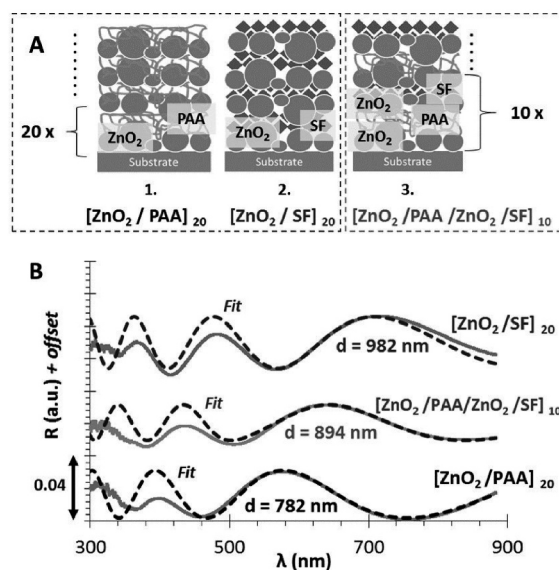 A
20 x
PAA
ZnO2
Substrate
1.
[ZnO2 / PAA] 20
ZnO2
SF
Substrate
2.
[ZnO2 / SF] 20
ZnO2
SF
PAA
ZnO2
Substrate
10 x
3.
[ZnO2 /PAA /ZnO2 /SF] 10
B
R (a.u.) + offset
0.04
Fit
d = 982 nm
[ZnO2 /SF] 20
Fit
d = 894 nm
[ZnO2 /PAA/ZnO2 /SF] 10
Fit
d = 782 nm
[ZnO2 /PAA] 20
300 500 700 900
λ (nm)